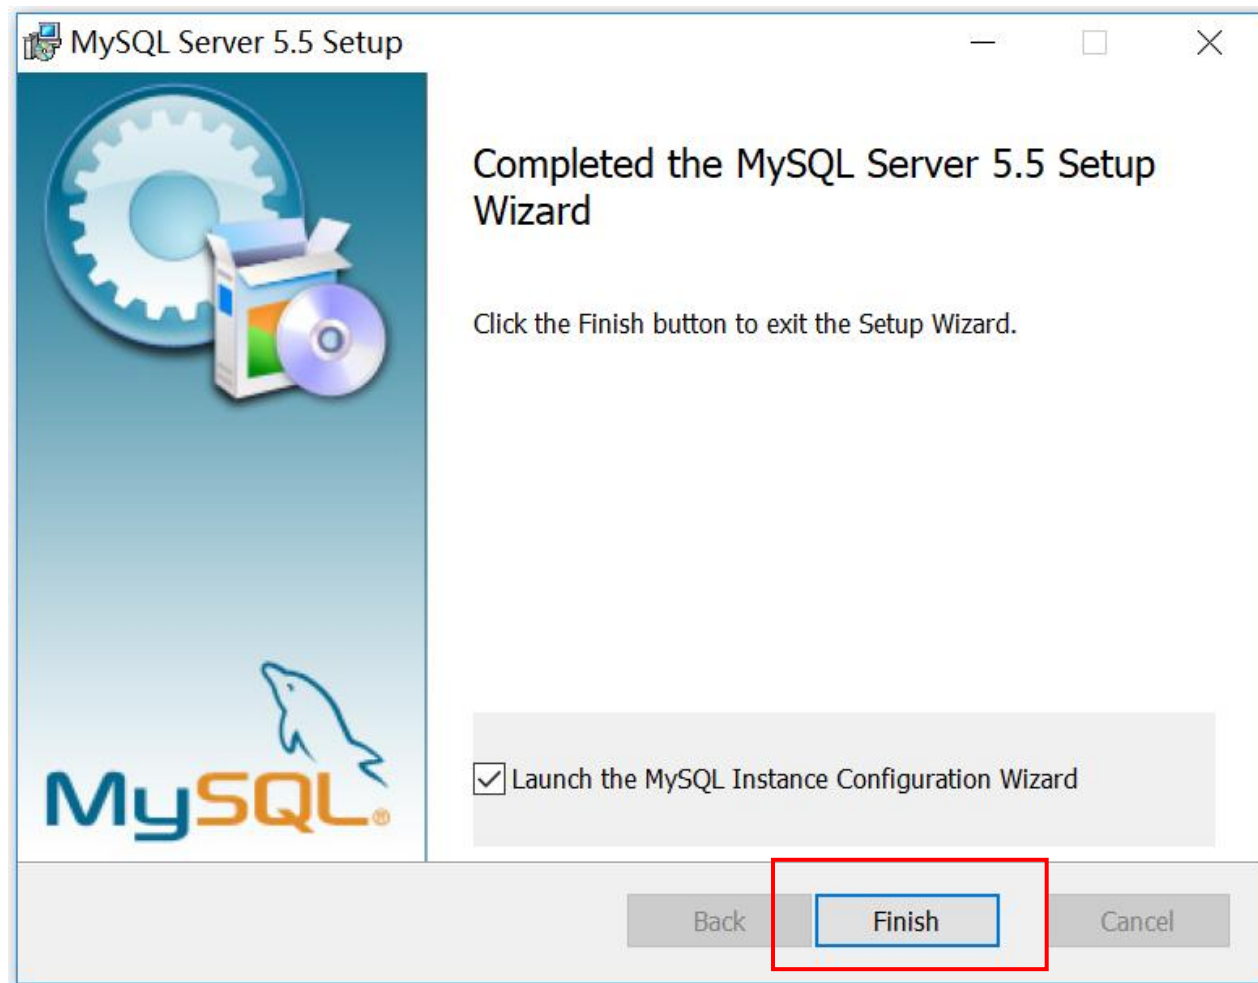 MySQL Server 5.5 Setup
Completed the MySQL Server 5.5 Setup
Wizard
Click the Finish button to exit the Setup Wizard.
MySQL®
Launch the MySQL Instance Configuration Wizard
Back Finish Cancel